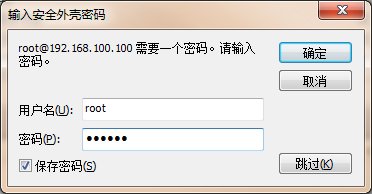 输入安全外壳密码
root@192.168.100.100 需要一个密码。请输入
密码。
确定
取消
用户名(U): root
密码(P): ●●●●●●
保存密码(S)
跳过(K)